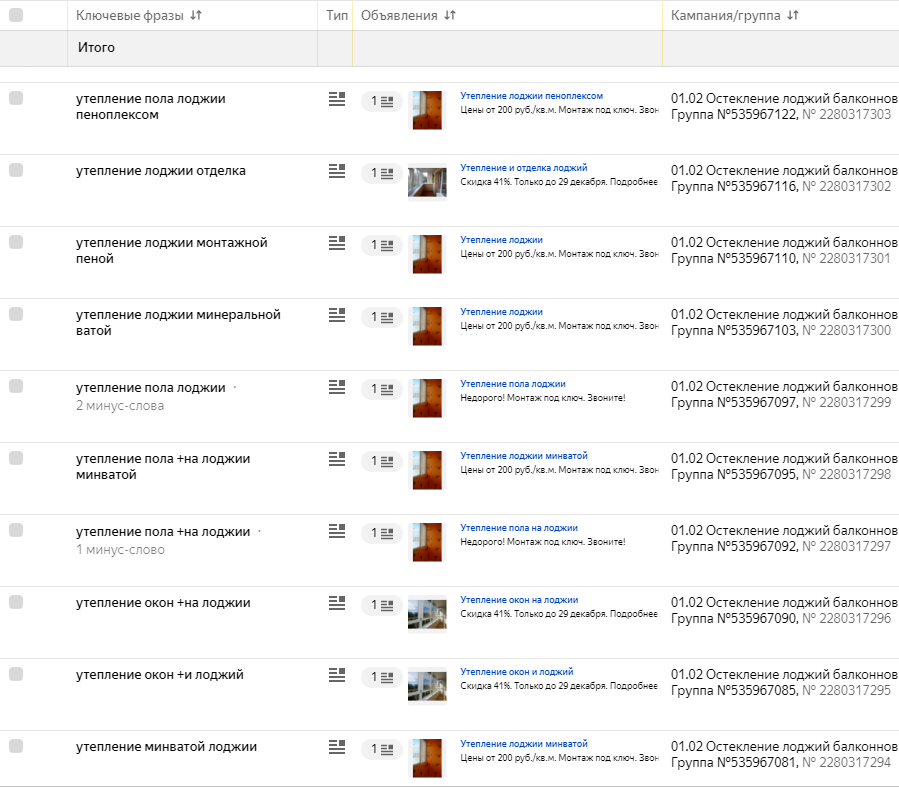 Ключевые фразы
Тип
Объявления
Кампания/группа
Итого
утепление пола лоджии
пеноплексом
1
Утепление лоджии пеноплексом
Цены от 200 руб./кв.м. Монтаж под ключ. Звон
01.02 Остекление лоджий балконнов
Группа №535967122, № 2280317303
утепление лоджии отделка
1
Утепление и отделка лоджий
Скидка 41%. Только до 29 декабря. Подробнее
01.02 Остекление лоджий балконнов
Группа №535967116, № 2280317302
утепление лоджии монтажной
пеной
1
Утепление лоджии
Цены от 200 руб./кв.м. Монтаж под ключ. Звон
01.02 Остекление лоджий балконнов
Группа №535967110, № 2280317301
утепление лоджии минеральной
ватой
1
Утепление лоджии
Цены от 200 руб./кв.м. Монтаж под ключ. Звон
01.02 Остекление лоджий балконнов
Группа №535967103, № 2280317300
утепление пола лоджии ·
2 минус-слова
1
Утепление пола лоджии
Недорого! Монтаж под ключ. Звоните!
01.02 Остекление лоджий балконнов
Группа №535967097, № 2280317299
утепление пола +на лоджии
минватой
1
Утепление лоджии минватой
Цены от 200 руб./кв.м. Монтаж под ключ. Звон
01.02 Остекление лоджий балконнов
Группа №535967095, № 2280317298
утепление пола +на лоджии ·
1 минус-слово
1
Утепление пола на лоджии
Недорого! Монтаж под ключ. Звоните!
01.02 Остекление лоджий балконнов
Группа №535967092, № 2280317297
утепление окон +на лоджии
1
Утепление окон на лоджии
Скидка 41%. Только до 29 декабря. Подробнее
01.02 Остекление лоджий балконнов
Группа №535967090, № 2280317296
утепление окон +и лоджий
1
Утепление окон и лоджий
Скидка 41%. Только до 29 декабря. Подробнее
01.02 Остекление лоджий балконнов
Группа №535967085, № 2280317295
утепление минватой лоджии
1
Утепление лоджии минватой
Цены от 200 руб./кв.м. Монтаж под ключ. Звон
01.02 Остекление лоджий балконнов
Группа №535967081, № 2280317294